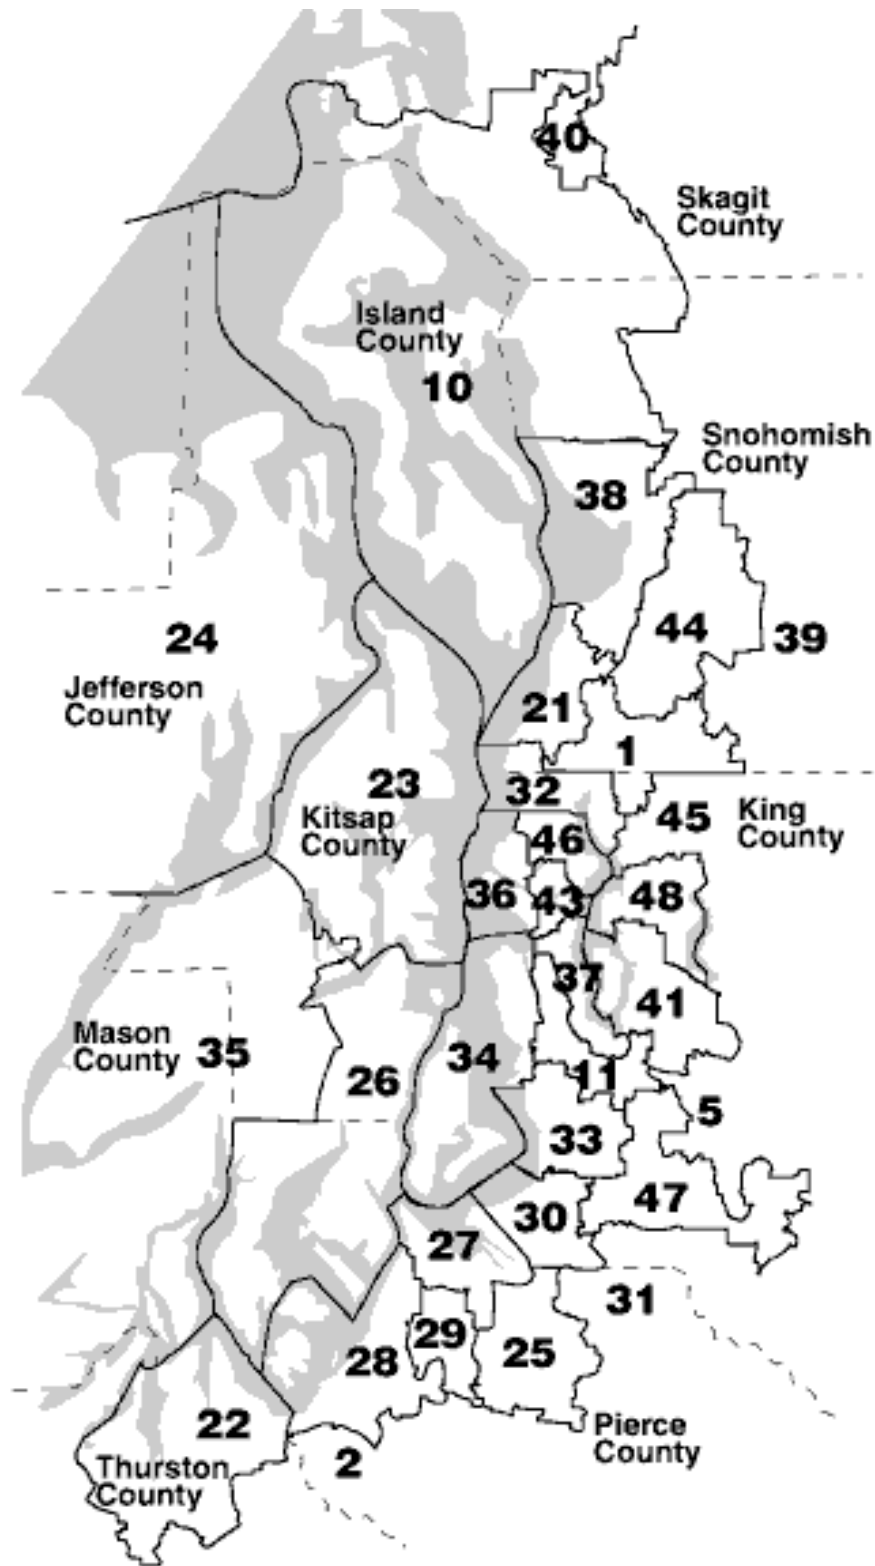 40
Skagit
County
Island
County
10
Snohomish
County
38
24
44
39
Jefferson
County
21
1
23
32
Kitsap
County
45
King
County
46
36
43
48
37
41
Mason
County
35
34
26
11
5
33
47
30
27
31
29
28
25
22
Pierce
County
2
Thurston
County